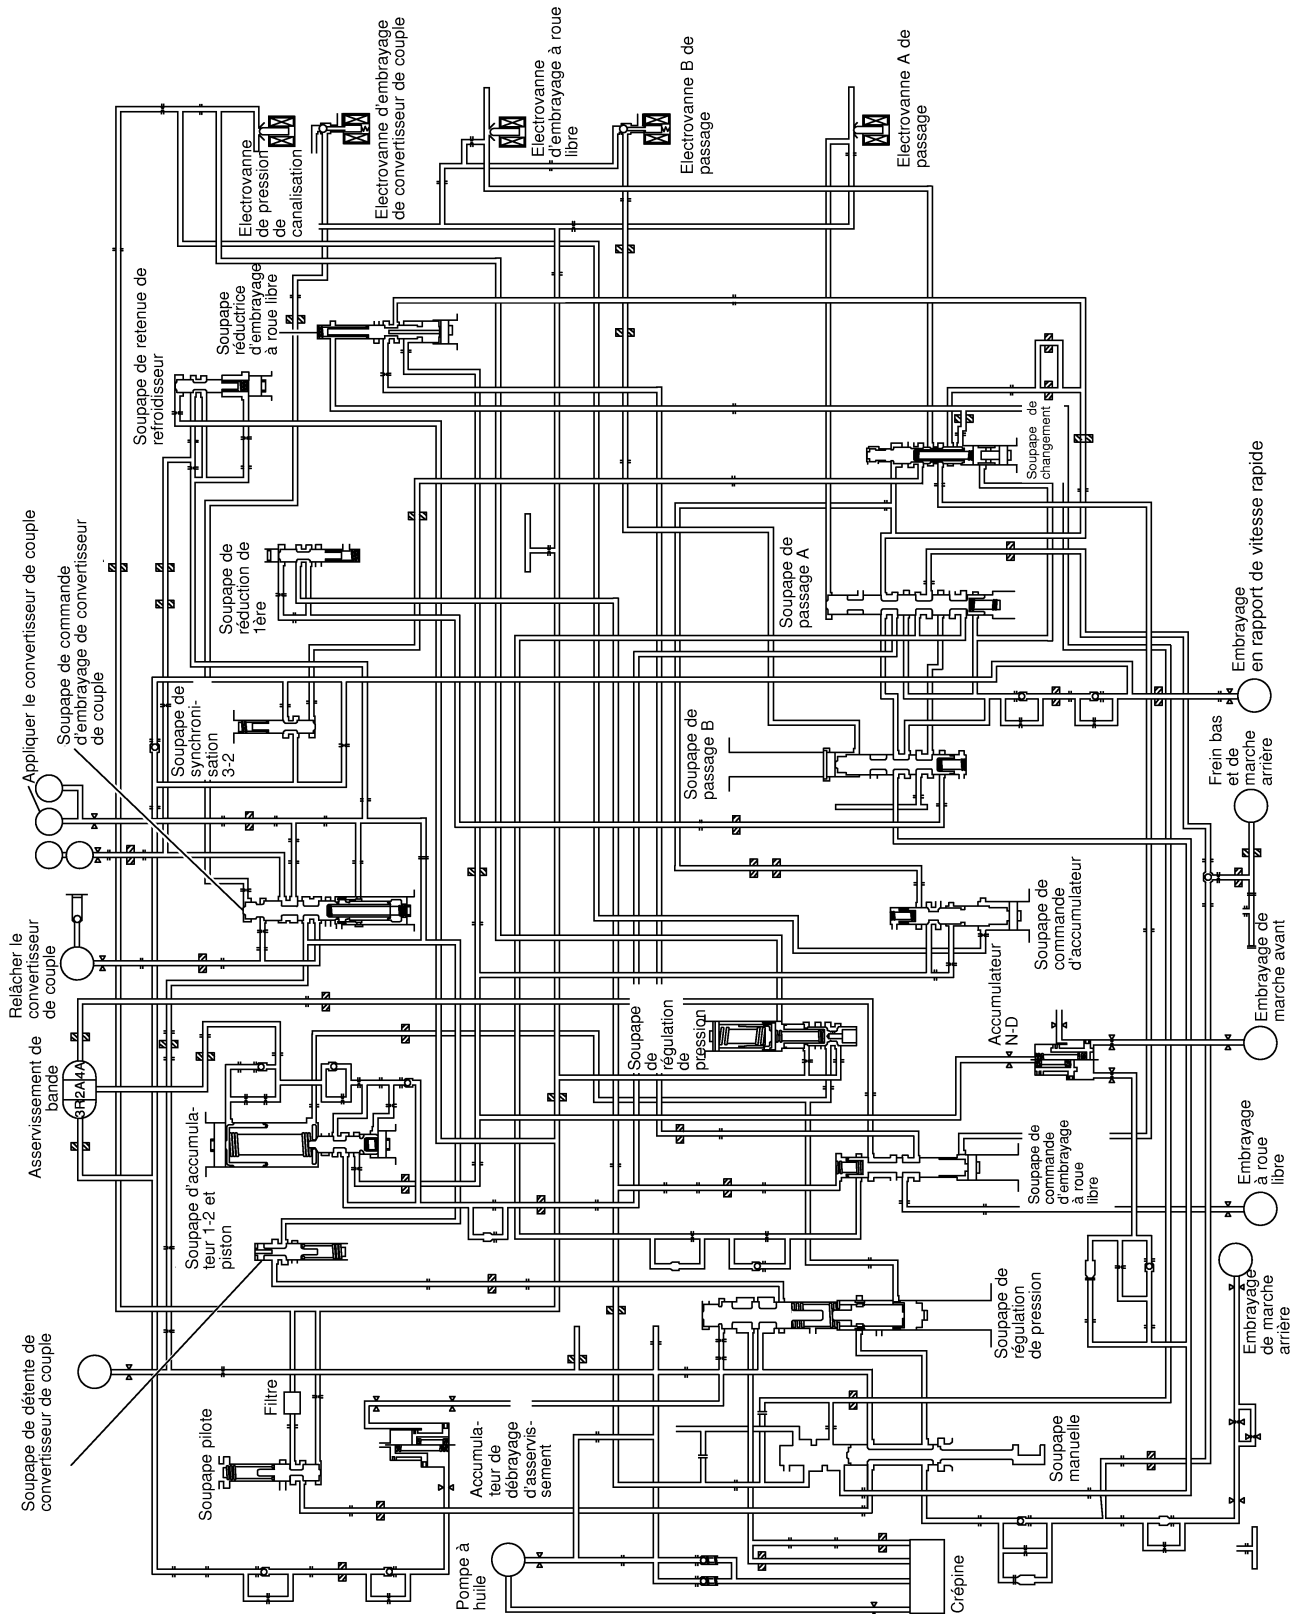 Electrovanne
de pression
de
canalisation
Electrovanne d'embrayage
de convertisseur de couple
Electrovanne
d'embrayage à roue
libre
Electrovanne B de
passage
Electrovanne A de
passage
Soupape de retenue de
refroidisseur
Soupape
réductrice
d'embrayage
à roue libre
Soupape de
changement
Appliquer le convertisseur de couple
Soupape de commande
d'embrayage de convertisseur
de couple
Soupape de
réduction de
1ère
Soupape de
passage A
Embrayage
en rapport de vitesse rapide
Soupape de
synchroni-
sation
3-2
Soupape de
passage B
Frein bas
et de
marche
arrière
Relâcher le
convertisseur
de couple
Soupape de
commande
d'accumulateur
Asservissement de
bande
3R2A4A
Soupape
de
régulation
de
pression
Accumulateur
N-D
Embrayage de
marche avant
Soupape d'accumula-
teur 1-2 et
piston
Soupape de
commande
d'embrayage
à roue
libre
Embrayage
à roue
libre
Soupape de détente de
convertisseur de couple
Soupape de
régulation
de pression
Embrayage
de marche
arrière
Soupape pilote
Filtre
Accumula-
teur de
débrayage
d'asservis-
sement
Soupape
manuelle
Pompe à
huile
Crépine